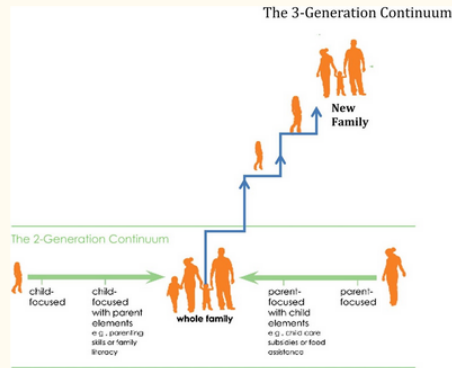 The 3-Generation Continuum
New
Family
The 2-Generation Continuum
child-
focused
child-
focused
with parent
elements
e.g., parenting
skills or family
literacy
whole family
parent-
focused
with child
elements
e.g., child care
subsidies or food
assistance
parent-
focused